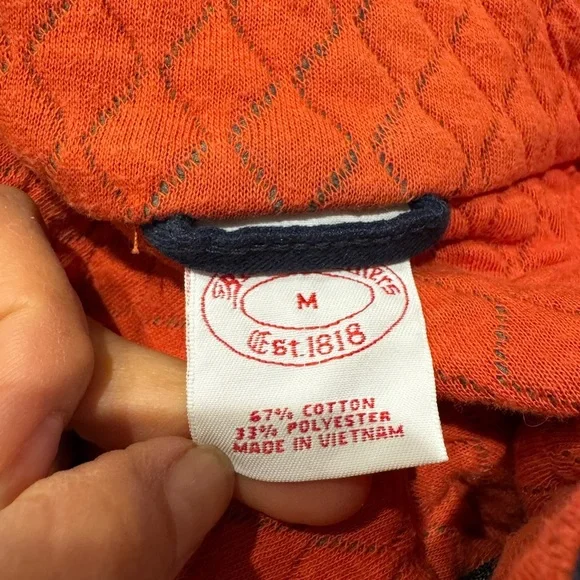 M
Est. 1818
67% COTTON
33% POLYESTER
MADE IN VIETNAM